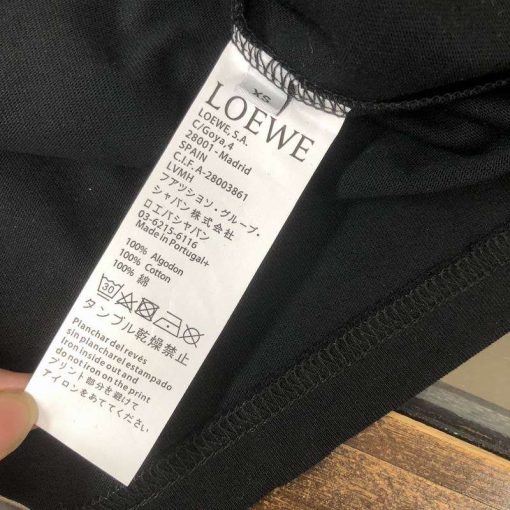 XS
LOEWE
LOEWE, S.A.
C/Goya,4
28001 - Madrid
SPAIN
C.I.F. A-28003861
LVMH
ファッション・グループ・
ジャパン株式会社
ロエベジャパン
03-6215-6116
Made in Portugal+
100% Algodon
100% Cotton
100% 綿
30
タンブル乾燥禁止
Planchar del revés
sin plancharel estampado
Iron inside out and
do not iron on the print
プリント部分を避けて
アイロンをあててください